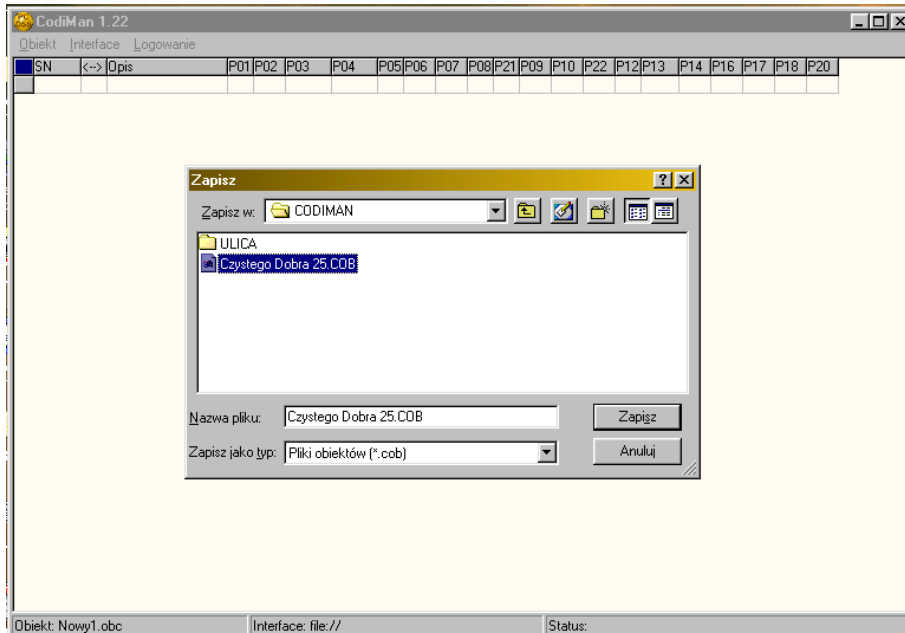 CodiMan 1.22
Obiekt Interface Logowanie
SN <--> Opis P01 P02 P03 P04 P05 P06 P07 P08 P21 P09 P10 P22 P12 P13 P14 P16 P17 P18 P20
Zapisz
Zapisz w: CODIMAN
ULICA
Czystego Dobra 25.COB
Nazwa pliku: Czystego Dobra 25.COB Zapisz
Zapisz jako typ: Pliki obiektów (*.cob) Anuluj
Obiekt: Nowy1.obc Interface: file:// Status: